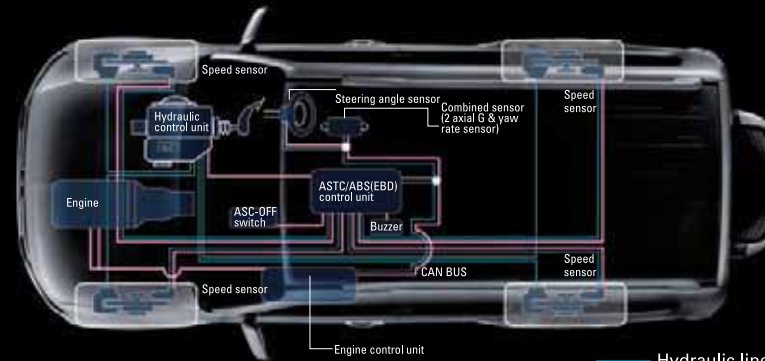 Speed sensor
Steering angle sensor
Combined sensor
(2 axial G & yaw
rate sensor)
Speed
sensor
Hydraulic
control unit
ASTC/ABS(EBD)
control unit
Engine
ASC-OFF
switch
Buzzer
Speed
sensor
CAN BUS
Speed sensor
Engine control unit
Hydraulic line